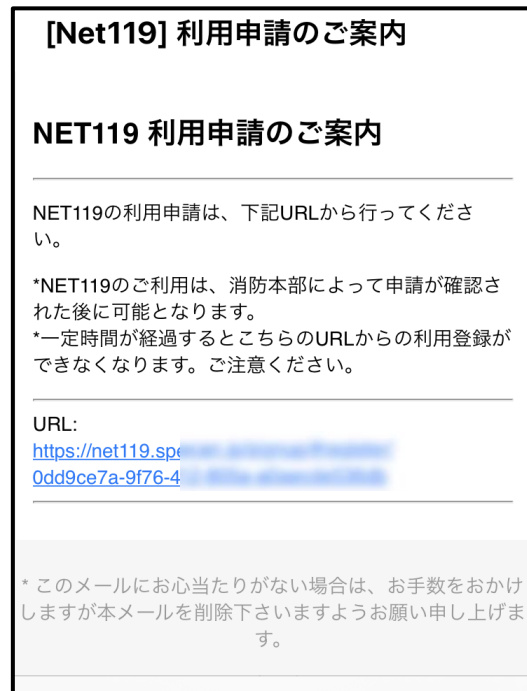 [Net119] 利用申請のご案内
NET119 利用申請のご案内
NET119の利用申請は、下記URLから行ってくださ
い。
*NET119のご利用は、消防本部によって申請が確認さ
れた後に可能となります。
*一定時間が経過するとこちらのURLからの利用登録が
できなくなります。ご注意ください。
URL:
https://net119.spe
0dd9ce7a-9f76-4
* このメールにお心当たりがない場合は、お手数をおかけ
しますが本メールを削除下さいますようお願い申し上げま
す。